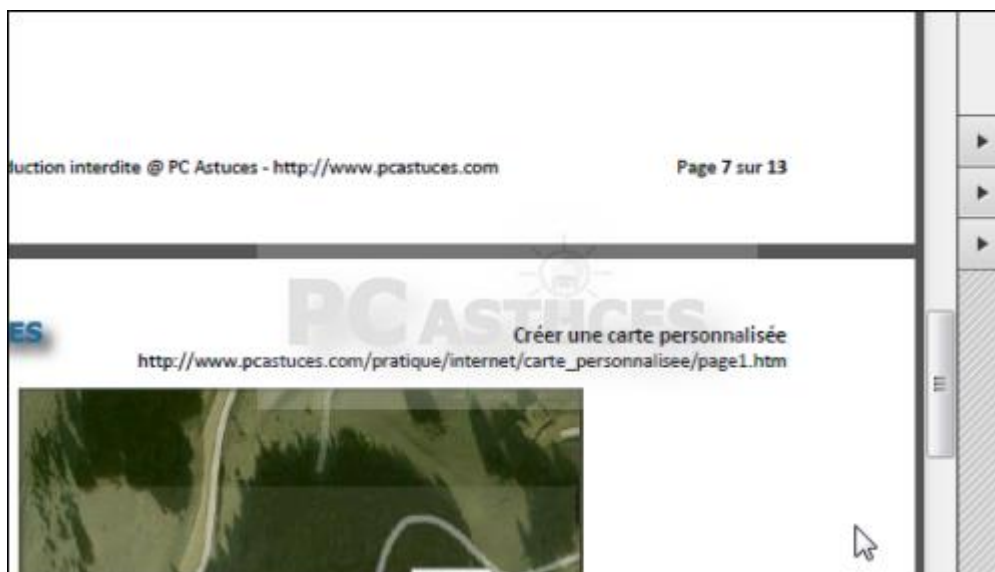 duction interdite @ PC Astuces - http://www.pcastuces.com
Page 7 sur 13
PC ASTUCES
ES
Créer une carte personnalisée
http://www.pcastuces.com/pratique/internet/carte_personnalisee/page1.htm